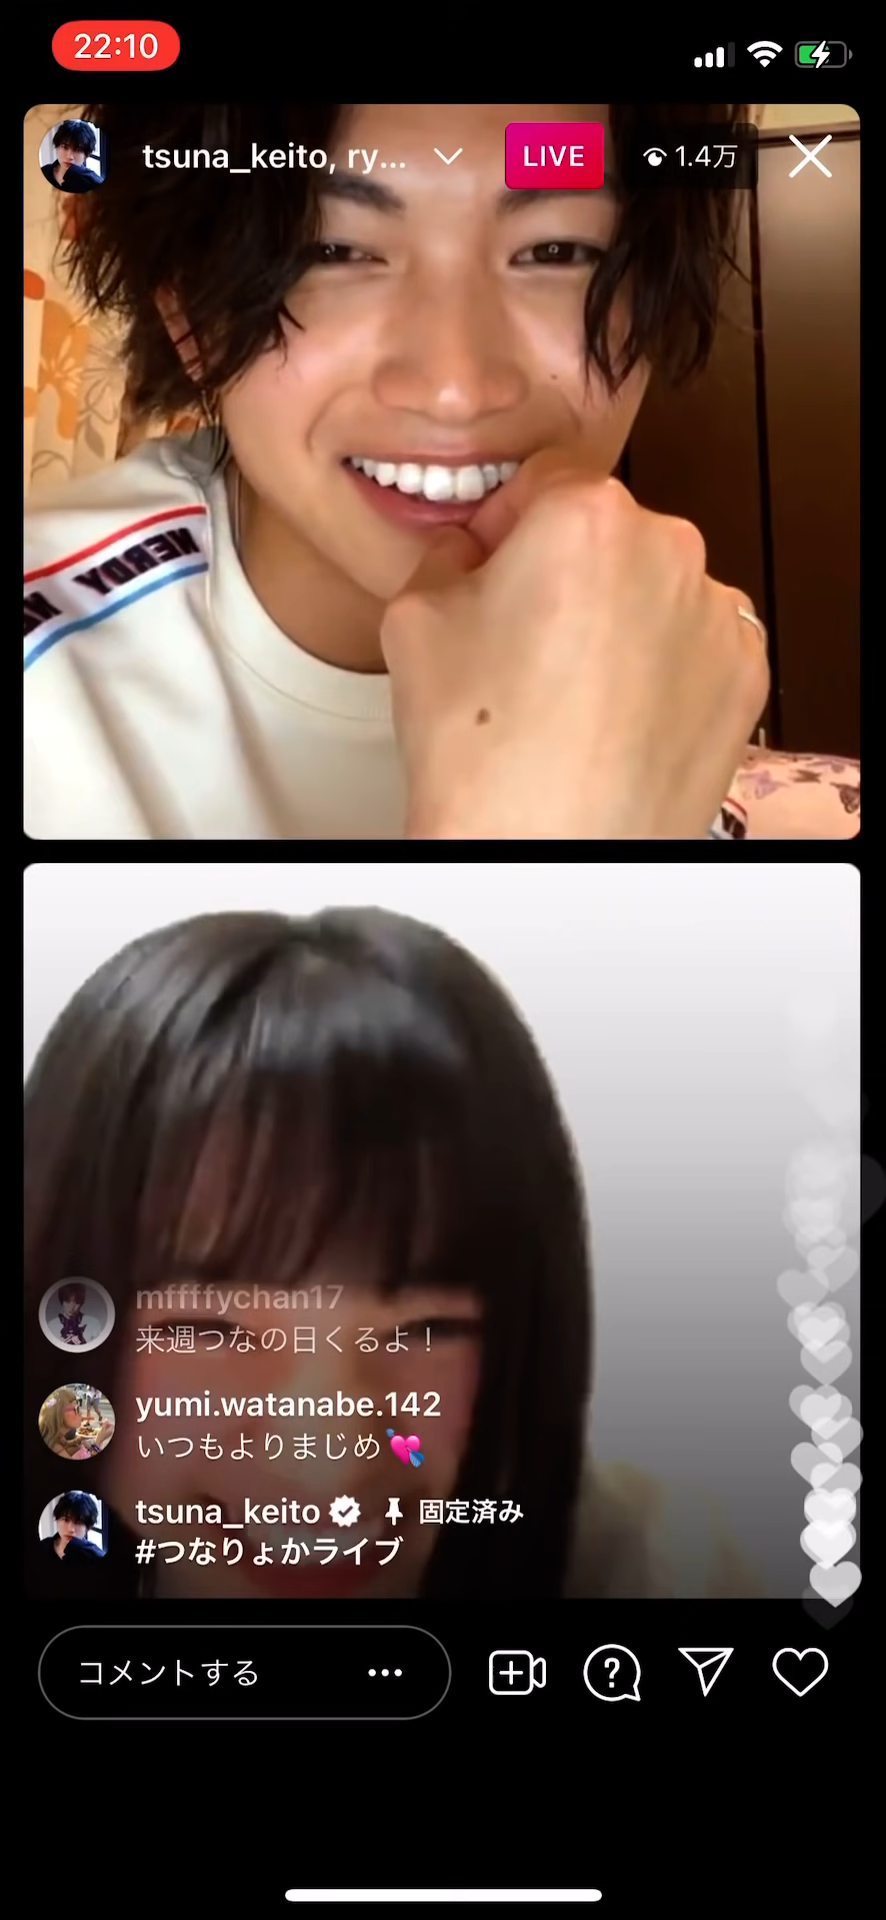 22:10
tsuna_keito, ry...
LIVE
1.4万
NERDY
mffffychan17
来週つなの日くるよ！
yumi.watanabe.142
いつもよりまじめ💘
tsuna_keito 固定済み
#つなりょかライブ
コメントする